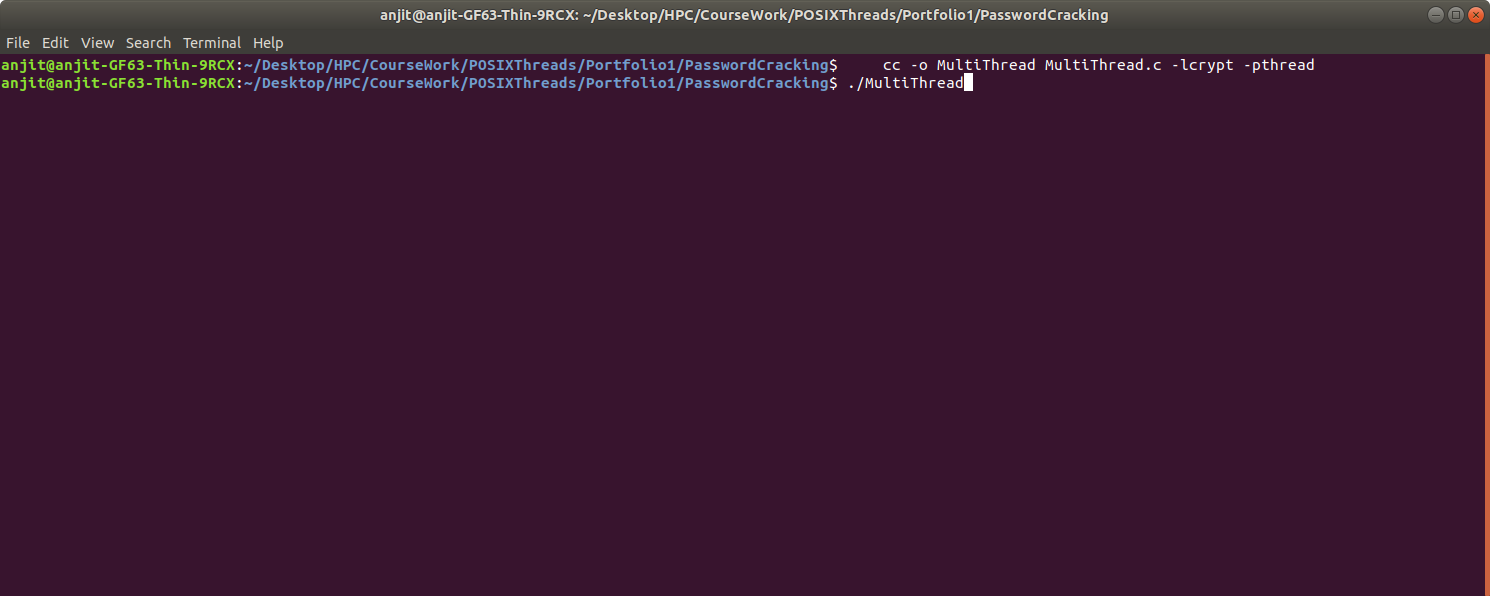 anjit@anjit-GF63-Thin-9RCX: ~/Desktop/HPC/CourseWork/POSIXThreads/Portfolio1/PasswordCracking
File Edit View Search Terminal Help
anjit@anjit-GF63-Thin-9RCX:~/Desktop/HPC/CourseWork/POSIXThreads/Portfolio1/PasswordCracking$     cc -o MultiThread MultiThread.c -lcrypt -pthread
anjit@anjit-GF63-Thin-9RCX:~/Desktop/HPC/CourseWork/POSIXThreads/Portfolio1/PasswordCracking$ ./MultiThread